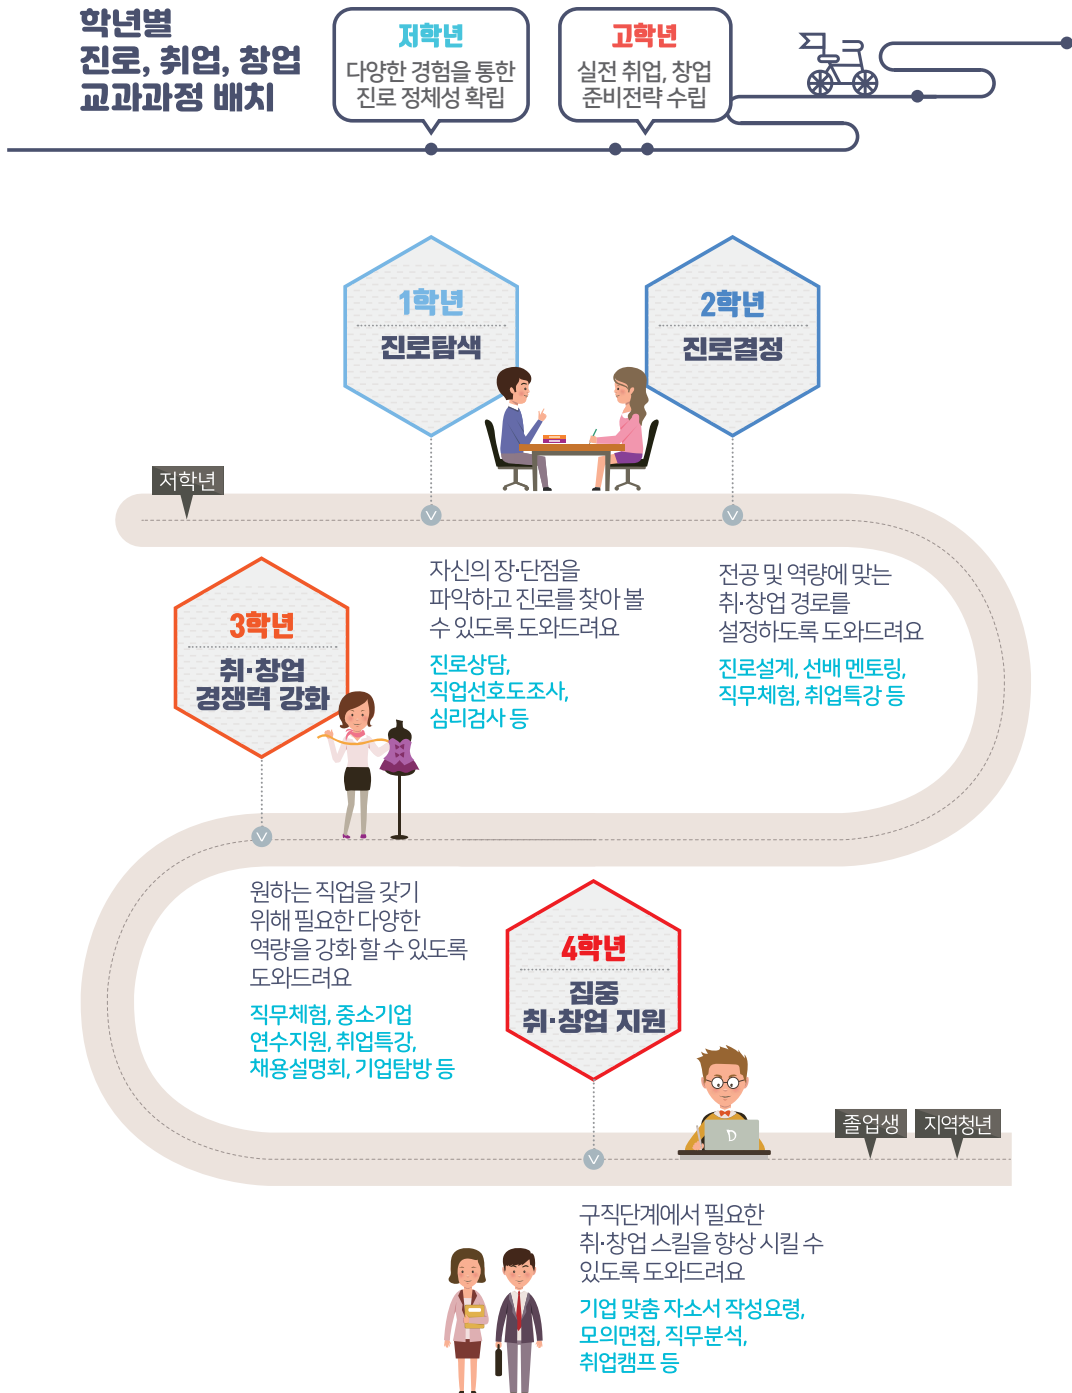 학년별
진로, 취업, 창업
교과과정 배치
저학년
다양한 경험을 통한
진로 정체성 확립
고학년
실전 취업, 창업
준비전략 수립
1학년
진로탐색
2학년
진로결정
저학년
자신의 장·단점을
파악하고 진로를 찾아 볼
수 있도록 도와드려요
진로상담,
직업선호도조사,
심리검사 등
전공 및 역량에 맞는
취·창업 경로를
설정하도록 도와드려요
진로설계, 선배 멘토링,
직무체험, 취업특강 등
3학년
취·창업
경쟁력 강화
원하는 직업을 갖기
위해 필요한 다양한
역량을 강화 할 수 있도록
도와드려요
직무체험, 중소기업
연수지원, 취업특강,
채용설명회, 기업탐방 등
4학년
집중
취·창업 지원
D
졸업생
지역청년
구직단계에서 필요한
취·창업 스킬을 향상 시킬 수
있도록 도와드려요
기업 맞춤 자소서 작성요령,
모의면접, 직무분석,
취업캠프 등